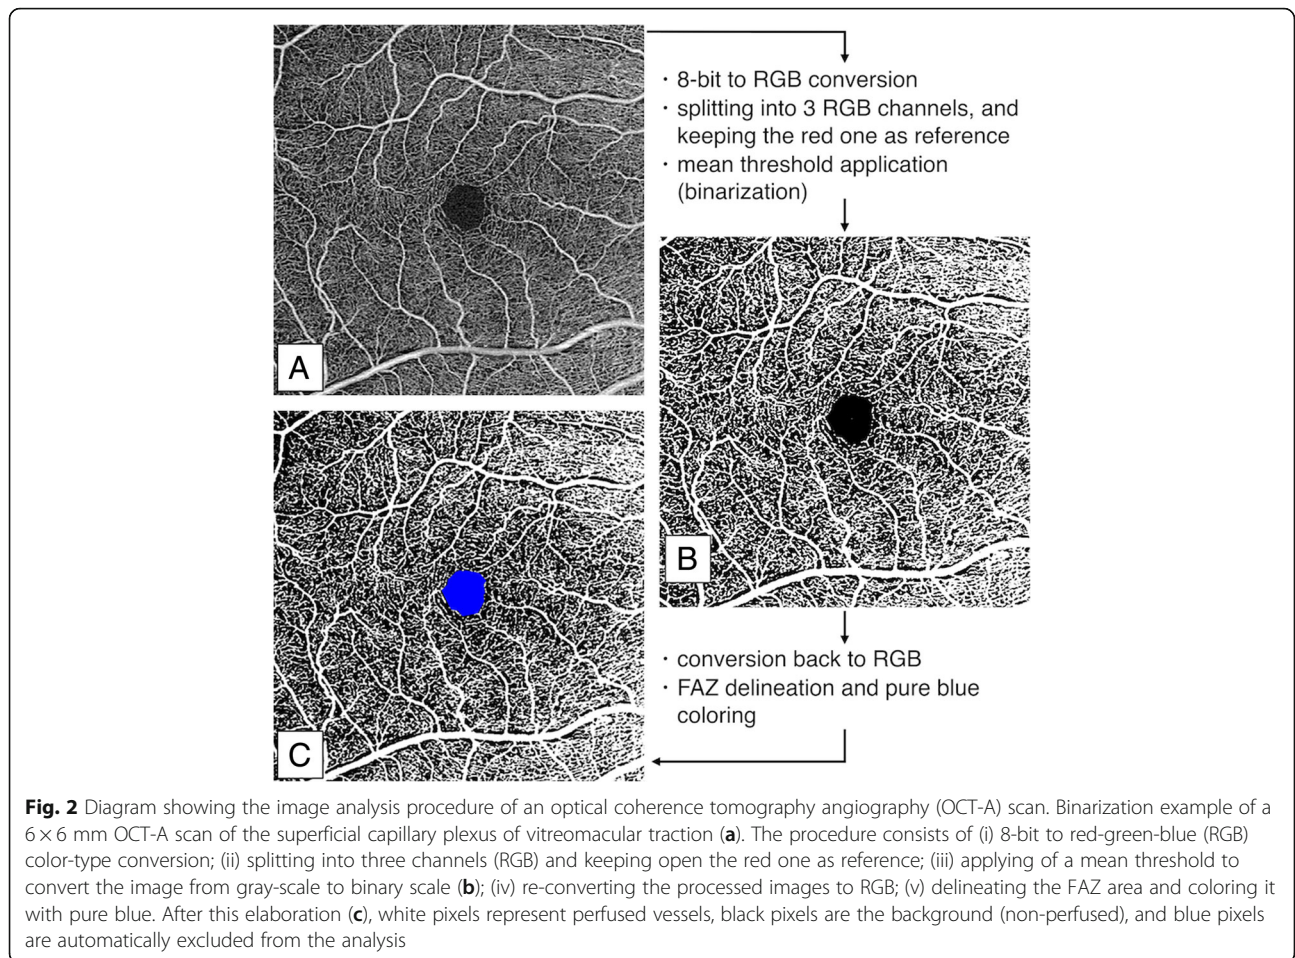 · 8-bit to RGB conversion
· splitting into 3 RGB channels, and
keeping the red one as reference
· mean threshold application
(binarization)
A
B
· conversion back to RGB
· FAZ delineation and pure blue
coloring
C
Fig. 2 Diagram showing the image analysis procedure of an optical coherence tomography angiography (OCT-A) scan. Binarization example of a
6 × 6 mm OCT-A scan of the superficial capillary plexus of vitreomacular traction (a). The procedure consists of (i) 8-bit to red-green-blue (RGB)
color-type conversion; (ii) splitting into three channels (RGB) and keeping open the red one as reference; (iii) applying of a mean threshold to
convert the image from gray-scale to binary scale (b); (iv) re-converting the processed images to RGB; (v) delineating the FAZ area and coloring it
with pure blue. After this elaboration (c), white pixels represent perfused vessels, black pixels are the background (non-perfused), and blue pixels
are automatically excluded from the analysis